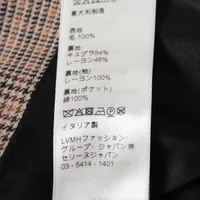 意大利制造
表地
毛 100%
裏地
キュプラ54%
レーヨン46%
裏地(袖)
レーヨン100%
裏地(ポケット)
綿100%
イタリア製
LVMHファッション・
グループ・ジャパン㈱
セリーヌジャパン
03-5414-1401